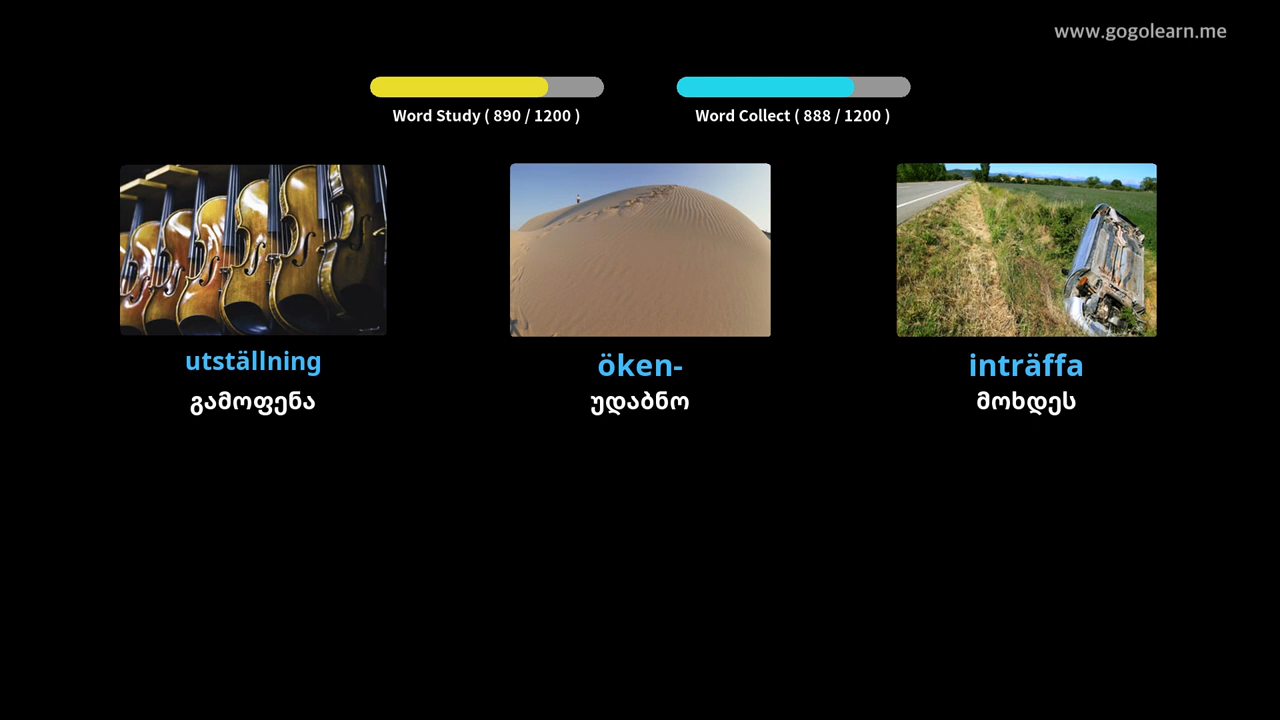 www.gogolearn.me
Word Study ( 890 / 1200 )
Word Collect ( 888 / 1200 )
utställning
öken-
inträffa
გამოფენა
უდაბნო
მოხდეს